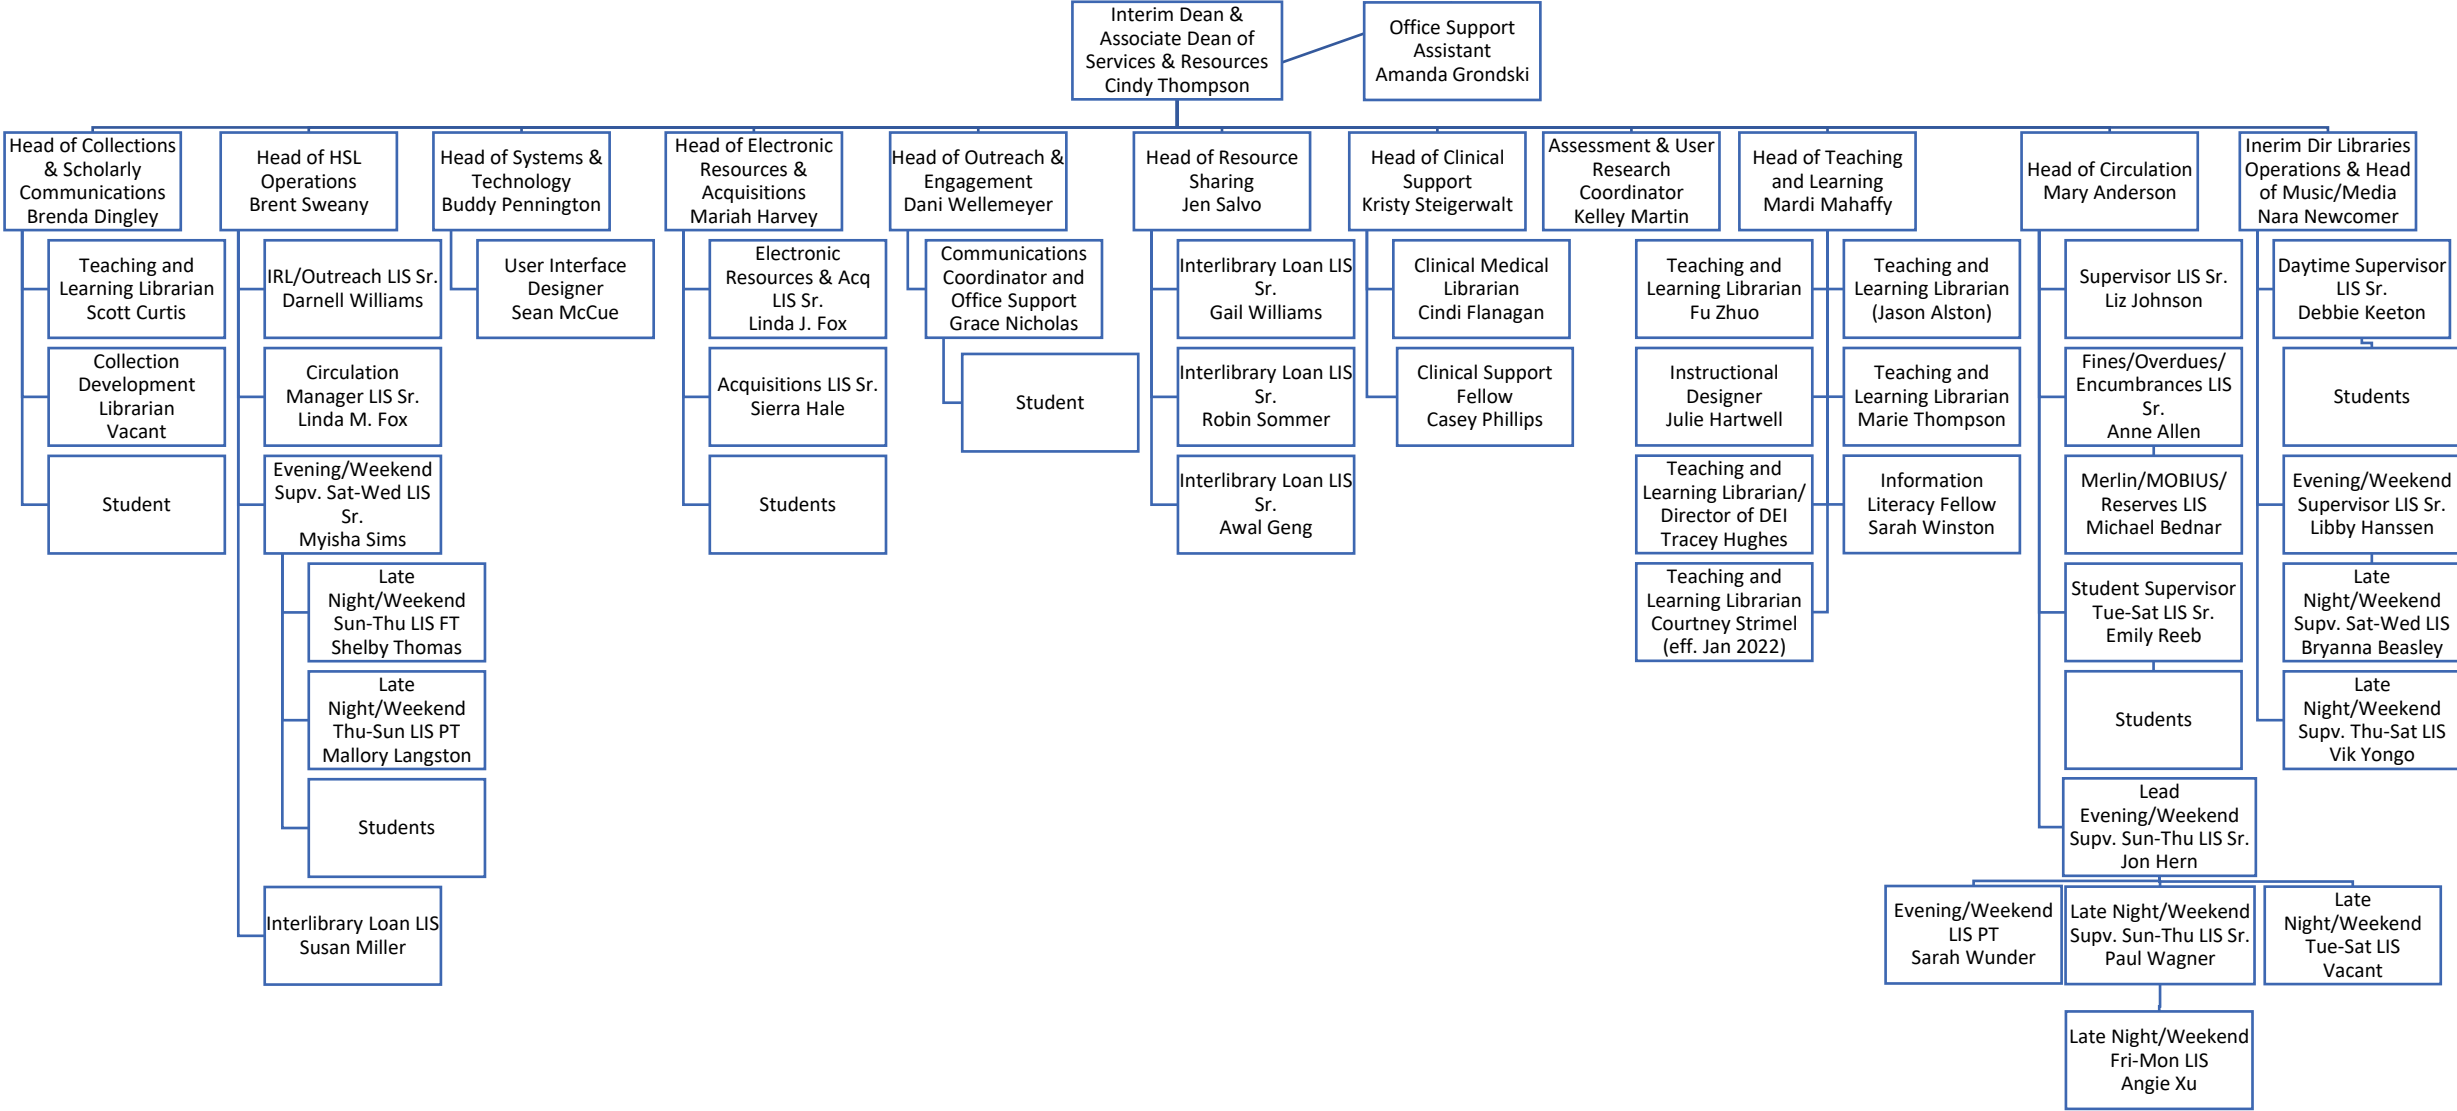 Interim Dean &
Associate Dean of
Services & Resources
Cindy Thompson
Office Support
Assistant
Amanda Grondski
Head of Collections
& Scholarly
Communications
Brenda Dingley
Teaching and
Learning Librarian
Scott Curtis
Collection
Development
Librarian
Vacant
Student
Head of HSL
Operations
Brent Sweany
IRL/Outreach LIS Sr.
Darnell Williams
Circulation
Manager LIS Sr.
Linda M. Fox
Evening/Weekend
Supv. Sat-Wed LIS
Sr.
Myisha Sims
Late
Night/Weekend
Sun-Thu LIS FT
Shelby Thomas
Late
Night/Weekend
Thu-Sun LIS PT
Mallory Langston
Students
Interlibrary Loan LIS
Susan Miller
Head of Systems &
Technology
Buddy Pennington
User Interface
Designer
Sean McCue
Head of Electronic
Resources &
Acquisitions
Mariah Harvey
Electronic
Resources & Acq
LIS Sr.
Linda J. Fox
Acquisitions LIS Sr.
Sierra Hale
Students
Head of Outreach &
Engagement
Dani Wellemeyer
Communications
Coordinator and
Office Support
Grace Nicholas
Student
Head of Resource
Sharing
Jen Salvo
Interlibrary Loan LIS
Sr.
Gail Williams
Interlibrary Loan LIS
Sr.
Robin Sommer
Interlibrary Loan LIS
Sr.
Awal Geng
Head of Clinical
Support
Kristy Steigerwalt
Clinical Medical
Librarian
Cindi Flanagan
Clinical Support
Fellow
Casey Phillips
Assessment & User
Research
Coordinator
Kelley Martin
Head of Teaching
and Learning
Mardi Mahaffy
Teaching and
Learning Librarian
Fu Zhuo
Teaching and
Learning Librarian
(Jason Alston)
Instructional
Designer
Julie Hartwell
Teaching and
Learning Librarian
Marie Thompson
Teaching and
Learning Librarian/
Director of DEI
Tracey Hughes
Information
Literacy Fellow
Sarah Winston
Teaching and
Learning Librarian
Courtney Strimel
(eff. Jan 2022)
Head of Circulation
Mary Anderson
Supervisor LIS Sr.
Liz Johnson
Fines/Overdues/
Encumbrances LIS
Sr.
Anne Allen
Merlin/MOBIUS/
Reserves LIS
Michael Bednar
Student Supervisor
Tue-Sat LIS Sr.
Emily Reeb
Students
Lead
Evening/Weekend
Supv. Sun-Thu LIS Sr.
Jon Hern
Evening/Weekend
LIS PT
Sarah Wunder
Late Night/Weekend
Supv. Sun-Thu LIS Sr.
Paul Wagner
Late
Night/Weekend
Tue-Sat LIS
Vacant
Late Night/Weekend
Fri-Mon LIS
Angie Xu
Inerim Dir Libraries
Operations & Head
of Music/Media
Nara Newcomer
Daytime Supervisor
LIS Sr.
Debbie Keeton
Students
Evening/Weekend
Supervisor LIS Sr.
Libby Hanssen
Late
Night/Weekend
Supv. Sat-Wed LIS
Bryanna Beasley
Late
Night/Weekend
Supv. Thu-Sat LIS
Vik Yongo